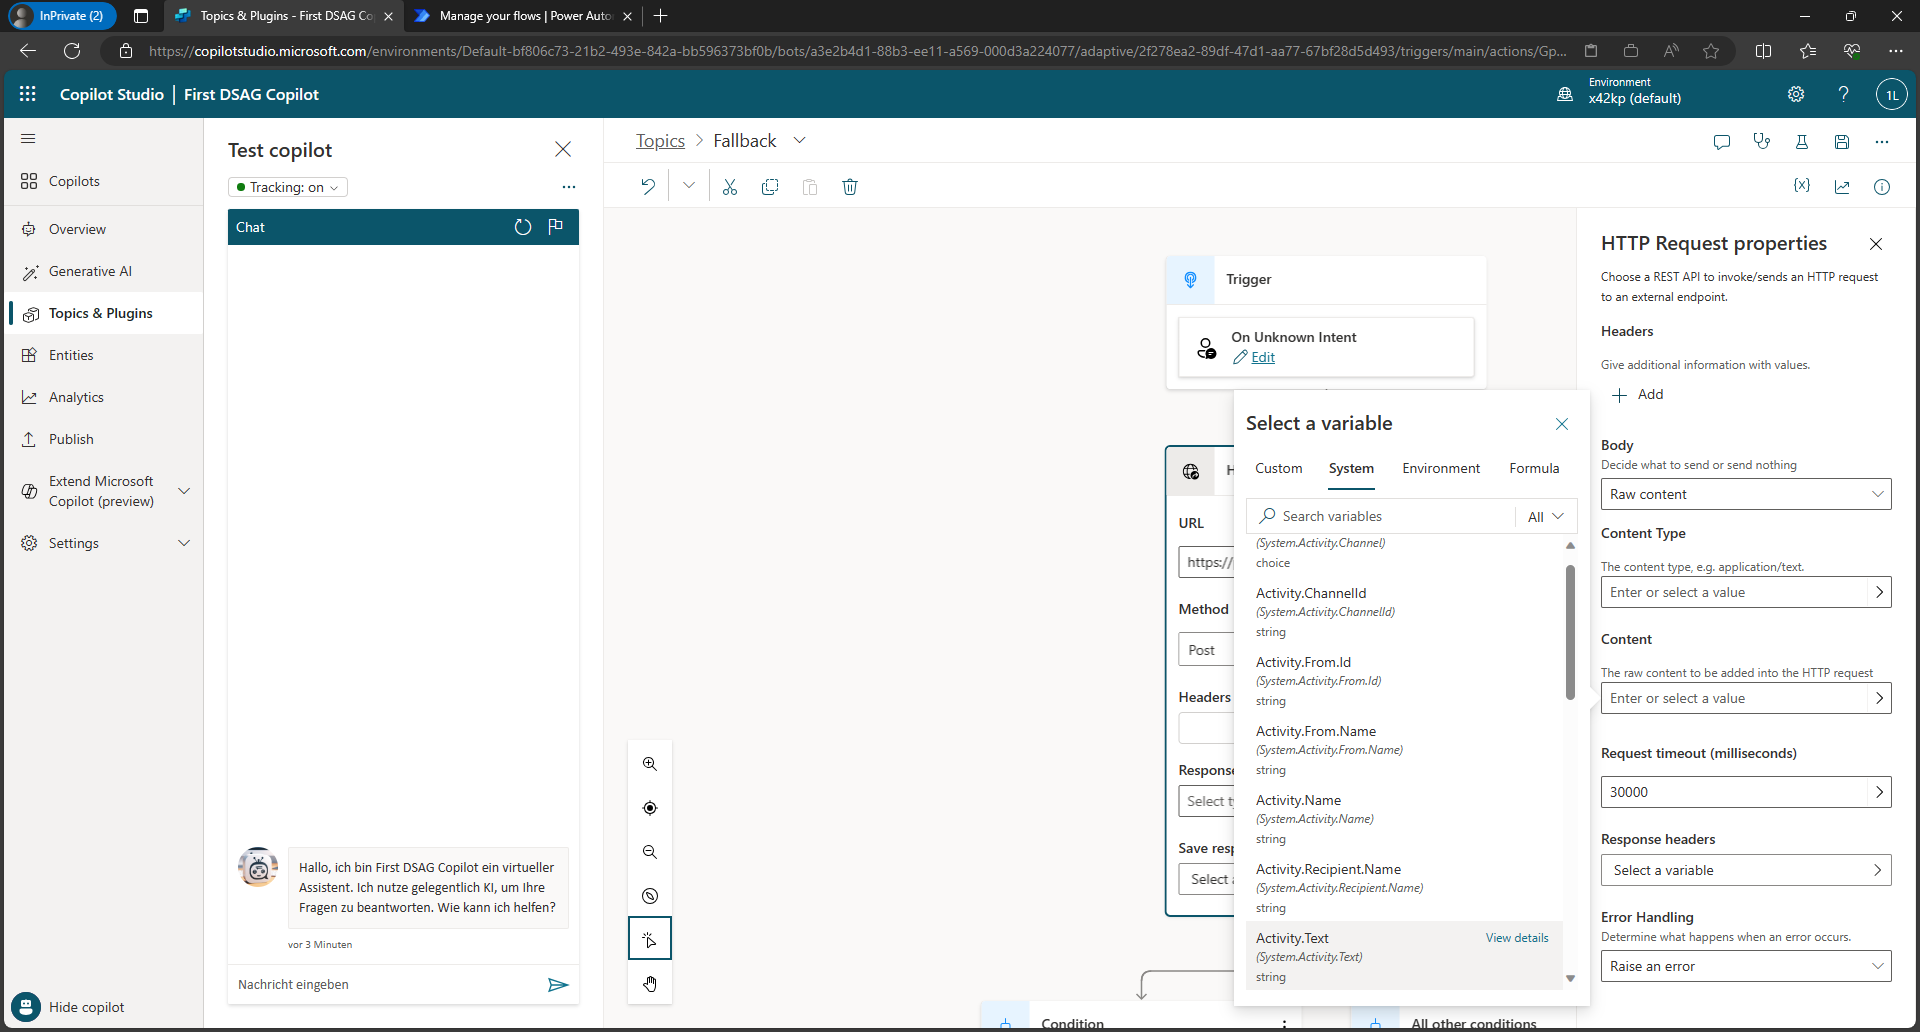 InPrivate (2)
Topics & Plugins - First DSAG Co
Manage your flows | Power Auto
https://copilotstudio.microsoft.com/environments/Default-bf806c73-21b2-493e-842a-bb596373bf0b/bots/a3e2b4d1-88b3-ee11-a569-000d3a224077/adaptive/2f278ea2-89df-47d1-aa77-67bf28d5d493/triggers/main/actions/Gp...
Copilot Studio | First DSAG Copilot
Environment
x42kp (default)
1L
Copilots
Overview
Generative AI
Topics & Plugins
Entities
Analytics
Publish
Extend Microsoft
Copilot (preview)
Settings
Hide copilot
Test copilot
Tracking: on
Chat
Hallo, ich bin First DSAG Copilot ein virtueller
Assistent. Ich nutze gelegentlich KI, um Ihre
Fragen zu beantworten. Wie kann ich helfen?
vor 3 Minuten
Nachricht eingeben
Topics > Fallback
Trigger
On Unknown Intent
Edit
H
URL
https://
Method
Post
Headers
Response
Select ty
Save resp
Select a
Condition
All other conditions
Select a variable
Custom
System
Environment
Formula
Search variables
All
(System.Activity.Channel)
choice
Activity.ChannelId
(System.Activity.ChannelId)
string
Activity.From.Id
(System.Activity.From.Id)
string
Activity.From.Name
(System.Activity.From.Name)
string
Activity.Name
(System.Activity.Name)
string
Activity.Recipient.Name
(System.Activity.Recipient.Name)
string
Activity.Text
View details
(System.Activity.Text)
string
HTTP Request properties
Choose a REST API to invoke/sends an HTTP request
to an external endpoint.
Headers
Give additional information with values.
Add
Body
Decide what to send or send nothing
Raw content
Content Type
The content type, e.g. application/text.
Enter or select a value
Content
The raw content to be added into the HTTP request
Enter or select a value
Request timeout (milliseconds)
30000
Response headers
Select a variable
Error Handling
Determine what happens when an error occurs.
Raise an error